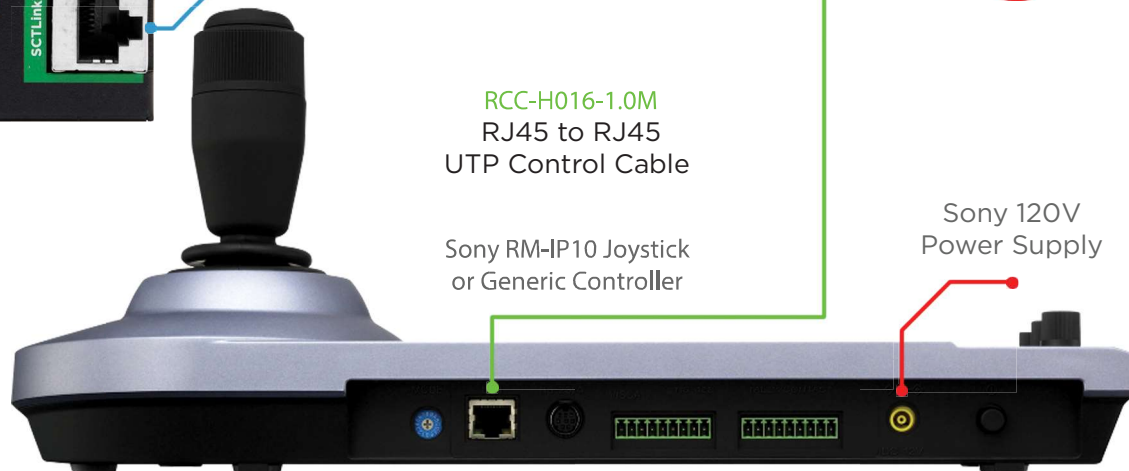 SCTLink
RCC-H016-1.0M
RJ45 to RJ45
UTP Control Cable
Sony RM-IP10 Joystick
or Generic Controller
Sony 120V
Power Supply